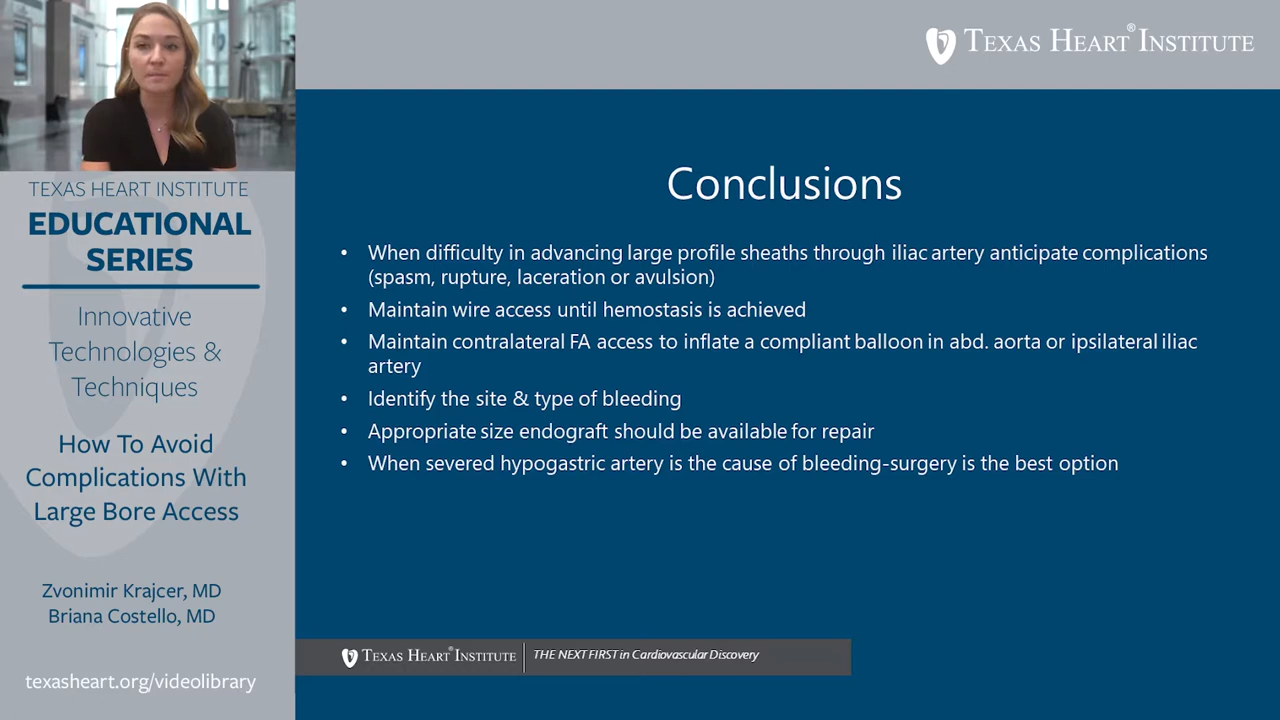 TEXAS HEART® INSTITUTE
TEXAS HEART INSTITUTE
EDUCATIONAL
SERIES
Innovative
Technologies &
Techniques
How To Avoid
Complications With
Large Bore Access
Zvonimir Krajcer, MD
Briana Costello, MD
texasheart.org/videolibrary
Conclusions
• When difficulty in advancing large profile sheaths through iliac artery anticipate complications
(spasm, rupture, laceration or avulsion)
• Maintain wire access until hemostasis is achieved
• Maintain contralateral FA access to inflate a compliant balloon in abd. aorta or ipsilateral iliac
artery
• Identify the site & type of bleeding
• Appropriate size endograft should be available for repair
• When severed hypogastric artery is the cause of bleeding-surgery is the best option
TEXAS HEART® INSTITUTE
THE NEXT FIRST in Cardiovascular Discovery